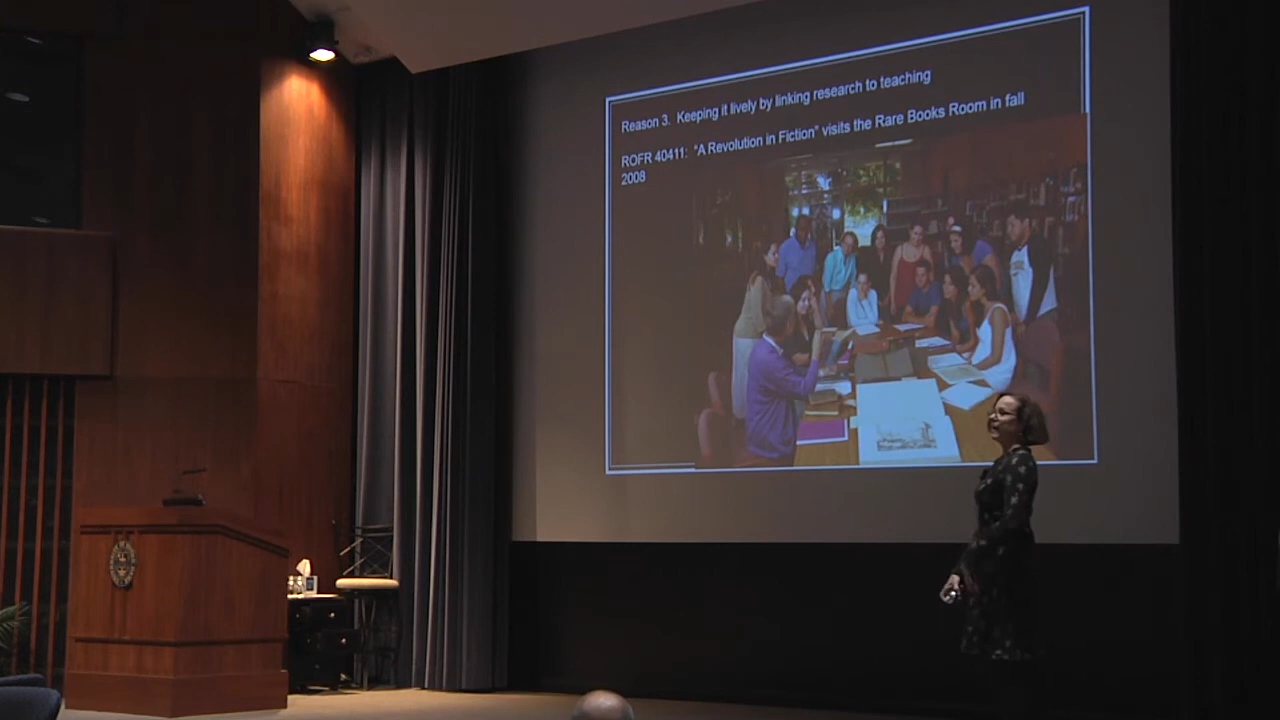 Reason 3.  Keeping it lively by linking research to teaching
ROFR 40411:  “A Revolution in Fiction” visits the Rare Books Room in fall
2008